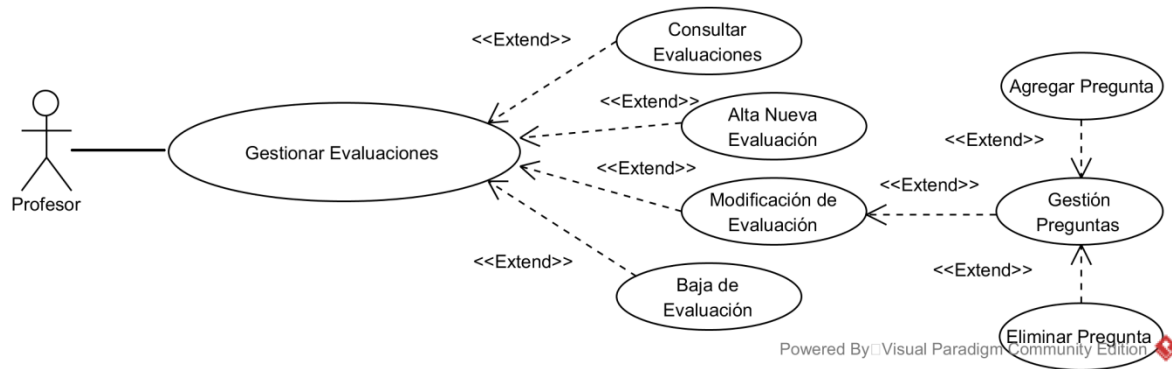 <<Extend>>
Consultar
Evaluaciones
Agregar Pregunta
<<Extend>>
Alta Nueva
Evaluación
<<Extend>>
Profesor
Gestionar Evaluaciones
<<Extend>>
Modificación de
Evaluación
<<Extend>>
Gestión
Preguntas
<<Extend>>
Baja de
Evaluación
<<Extend>>
Eliminar Pregunta
Powered By Visual Paradigm Community Edition